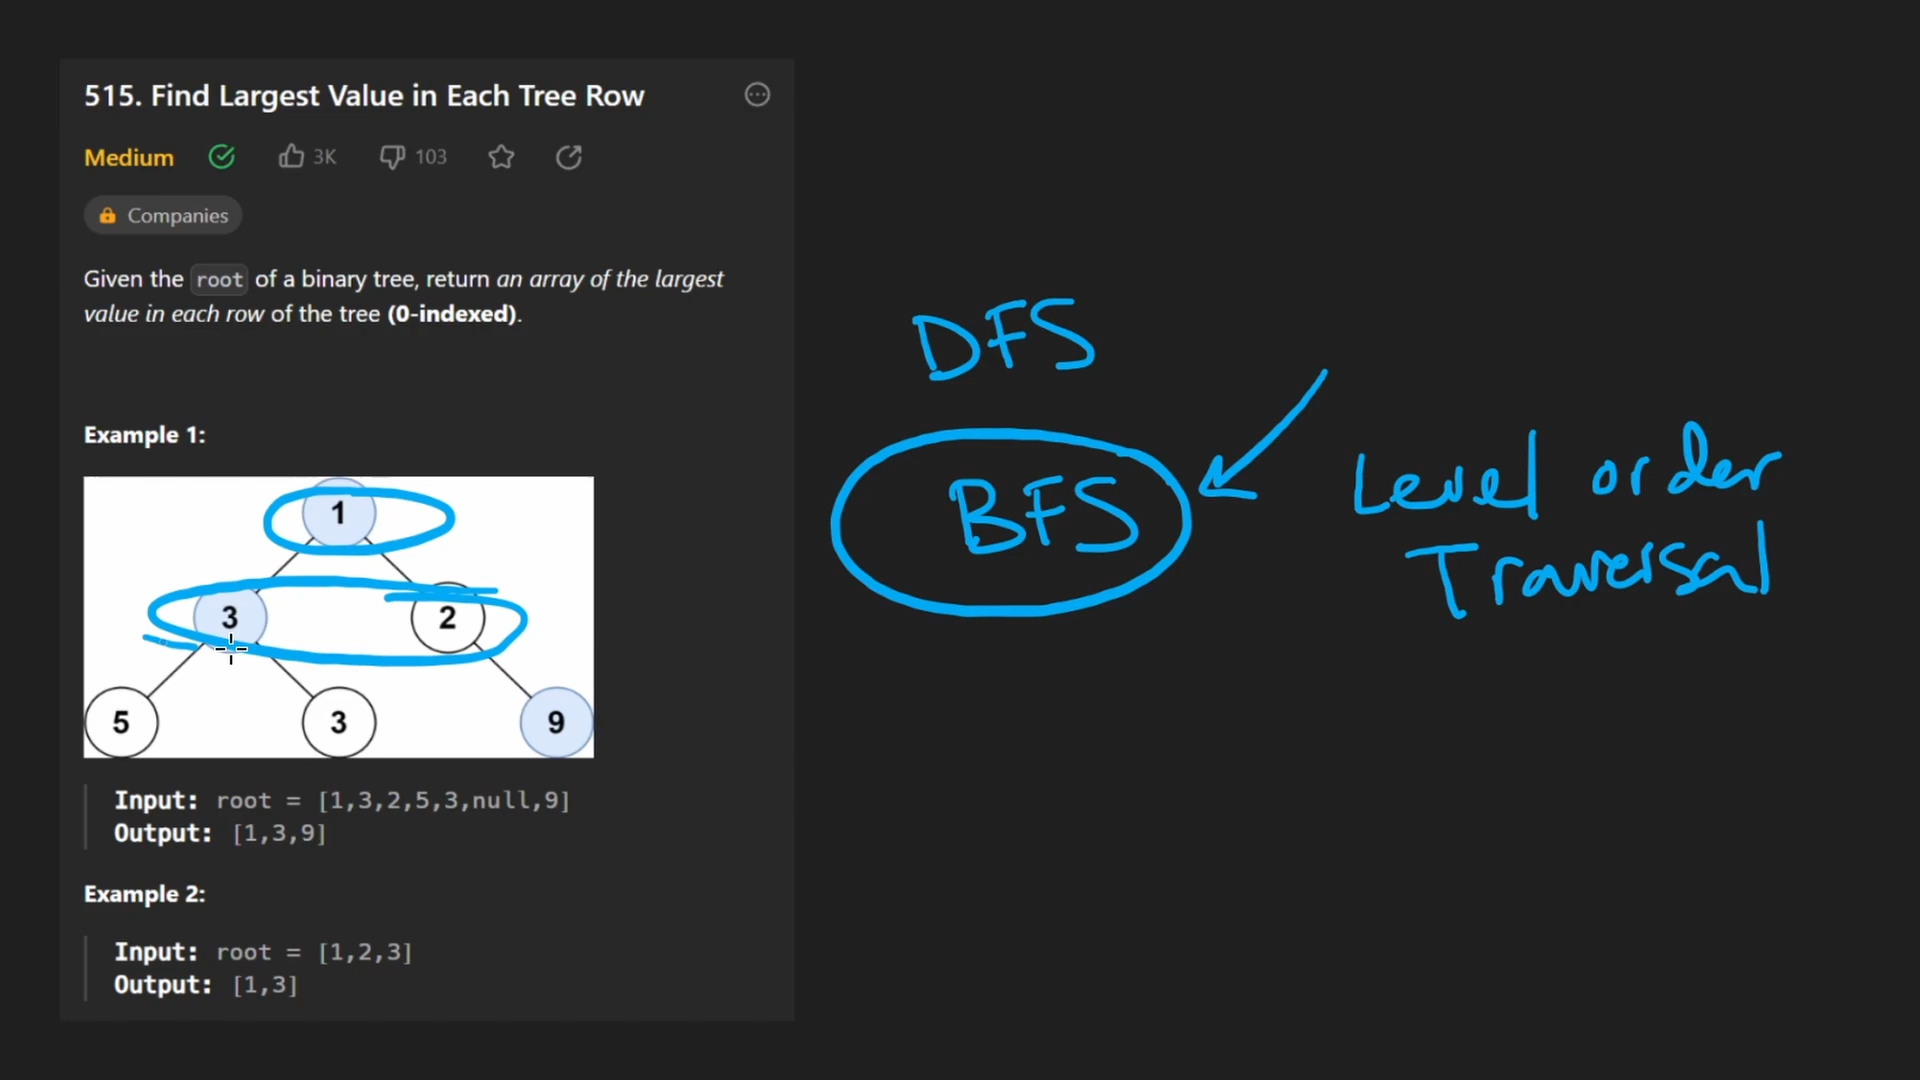 515. Find Largest Value in Each Tree Row
Medium 3K 103
Companies
Given the root of a binary tree, return an array of the largest
value in each row of the tree (0-indexed).
Example 1:
1
3 2
5 3 9
Input: root = [1,3,2,5,3,null,9]
Output: [1,3,9]
Example 2:
Input: root = [1,2,3]
Output: [1,3]
DFS
BFS
Level order
Traversal